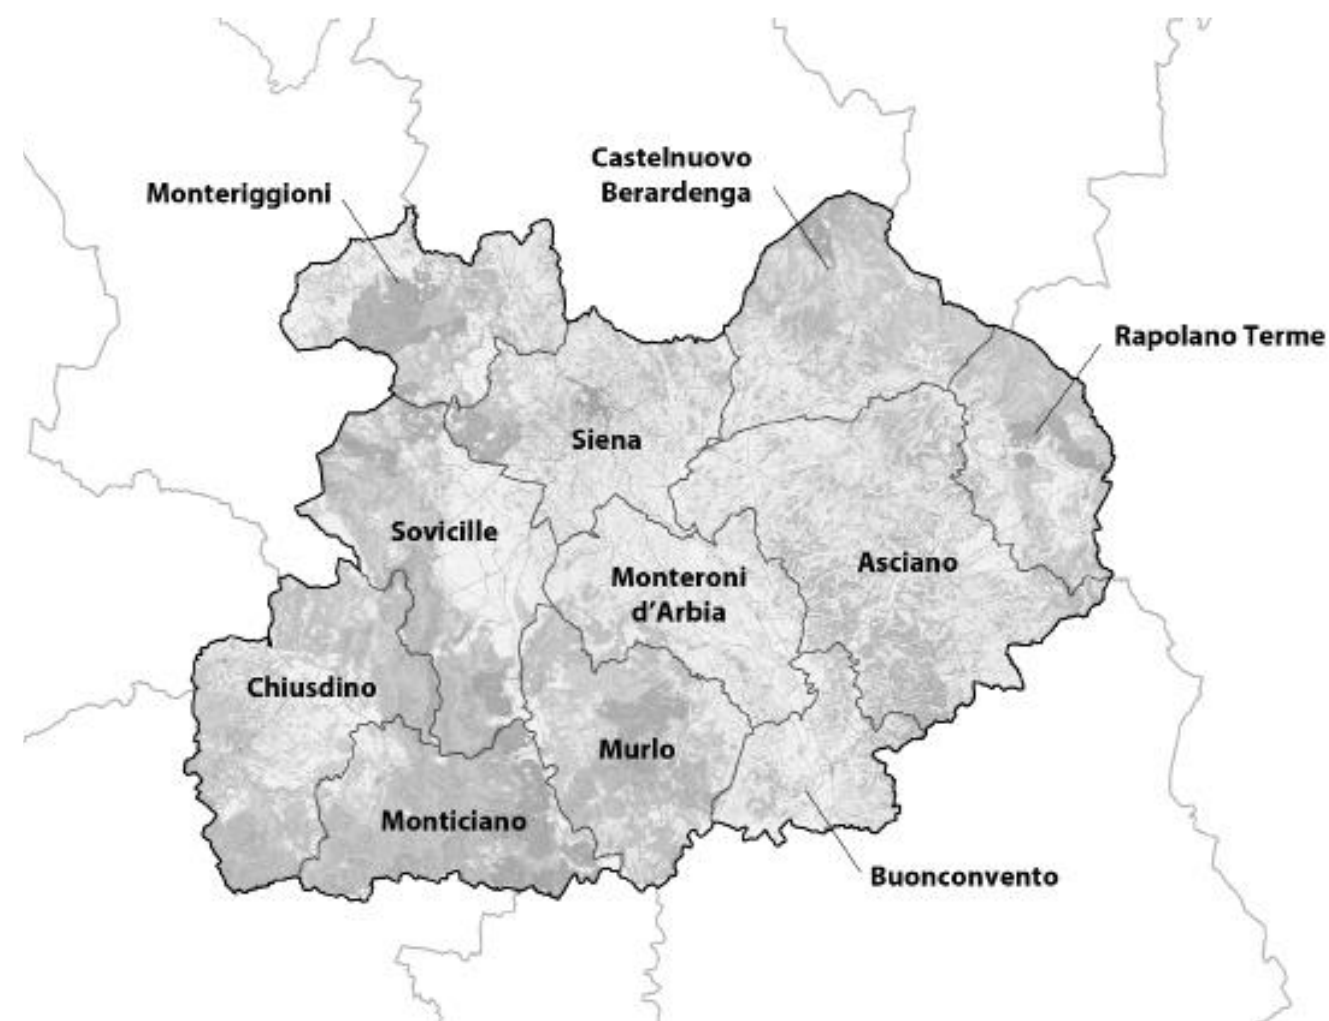 Castelnuovo
Berardenga
Monteriggioni
Rapolano Terme
Siena
Sovicille
Asciano
Monteroni
d'Arbia
Chiusdino
Murlo
Monticiano
Buonconvento